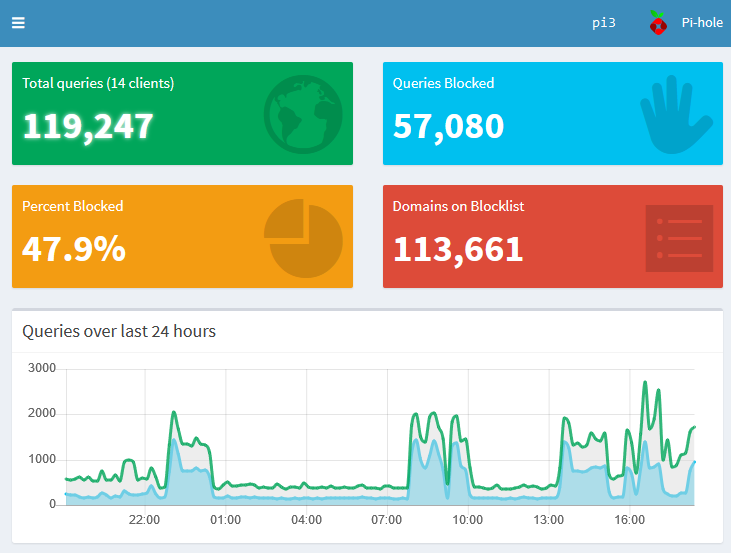 pi3 Pi-hole
Total queries (14 clients)
119,247
Queries Blocked
57,080
Percent Blocked
47.9%
Domains on Blocklist
113,661
Queries over last 24 hours
3000
2000
1000
0
22:00 01:00 04:00 07:00 10:00 13:00 16:00